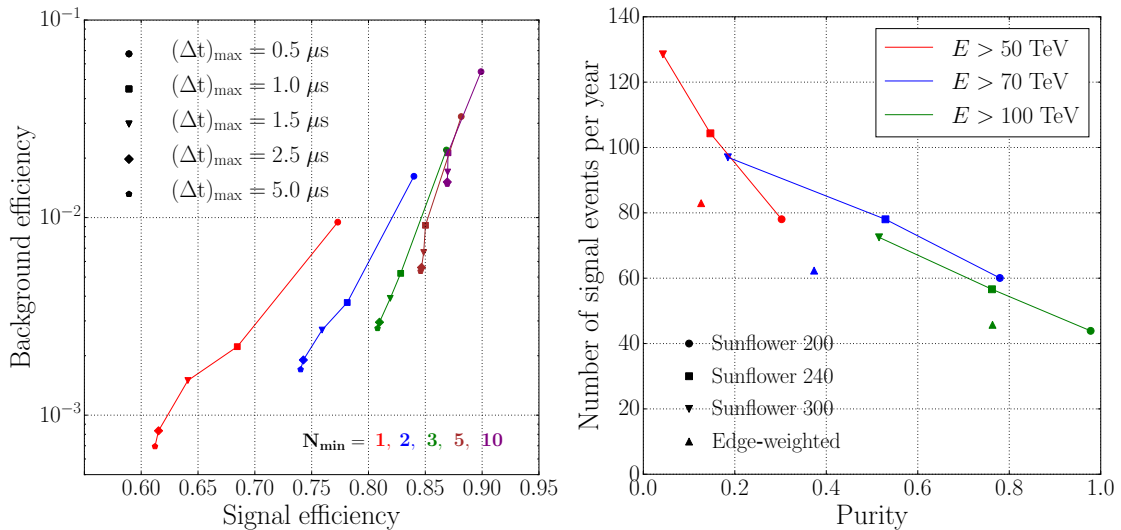 10⁻¹
10⁻²
10⁻³
Background efficiency
(Δt)max = 0.5 μs
(Δt)max = 1.0 μs
(Δt)max = 1.5 μs
(Δt)max = 2.5 μs
(Δt)max = 5.0 μs
Nmin = 1, 2, 3, 5, 10
0.60 0.65 0.70 0.75 0.80 0.85 0.90 0.95
Signal efficiency
140
120
100
80
60
40
20
0
Number of signal events per year
E > 50 TeV
E > 70 TeV
E > 100 TeV
Sunflower 200
Sunflower 240
Sunflower 300
Edge-weighted
0.0 0.2 0.4 0.6 0.8 1.0
Purity